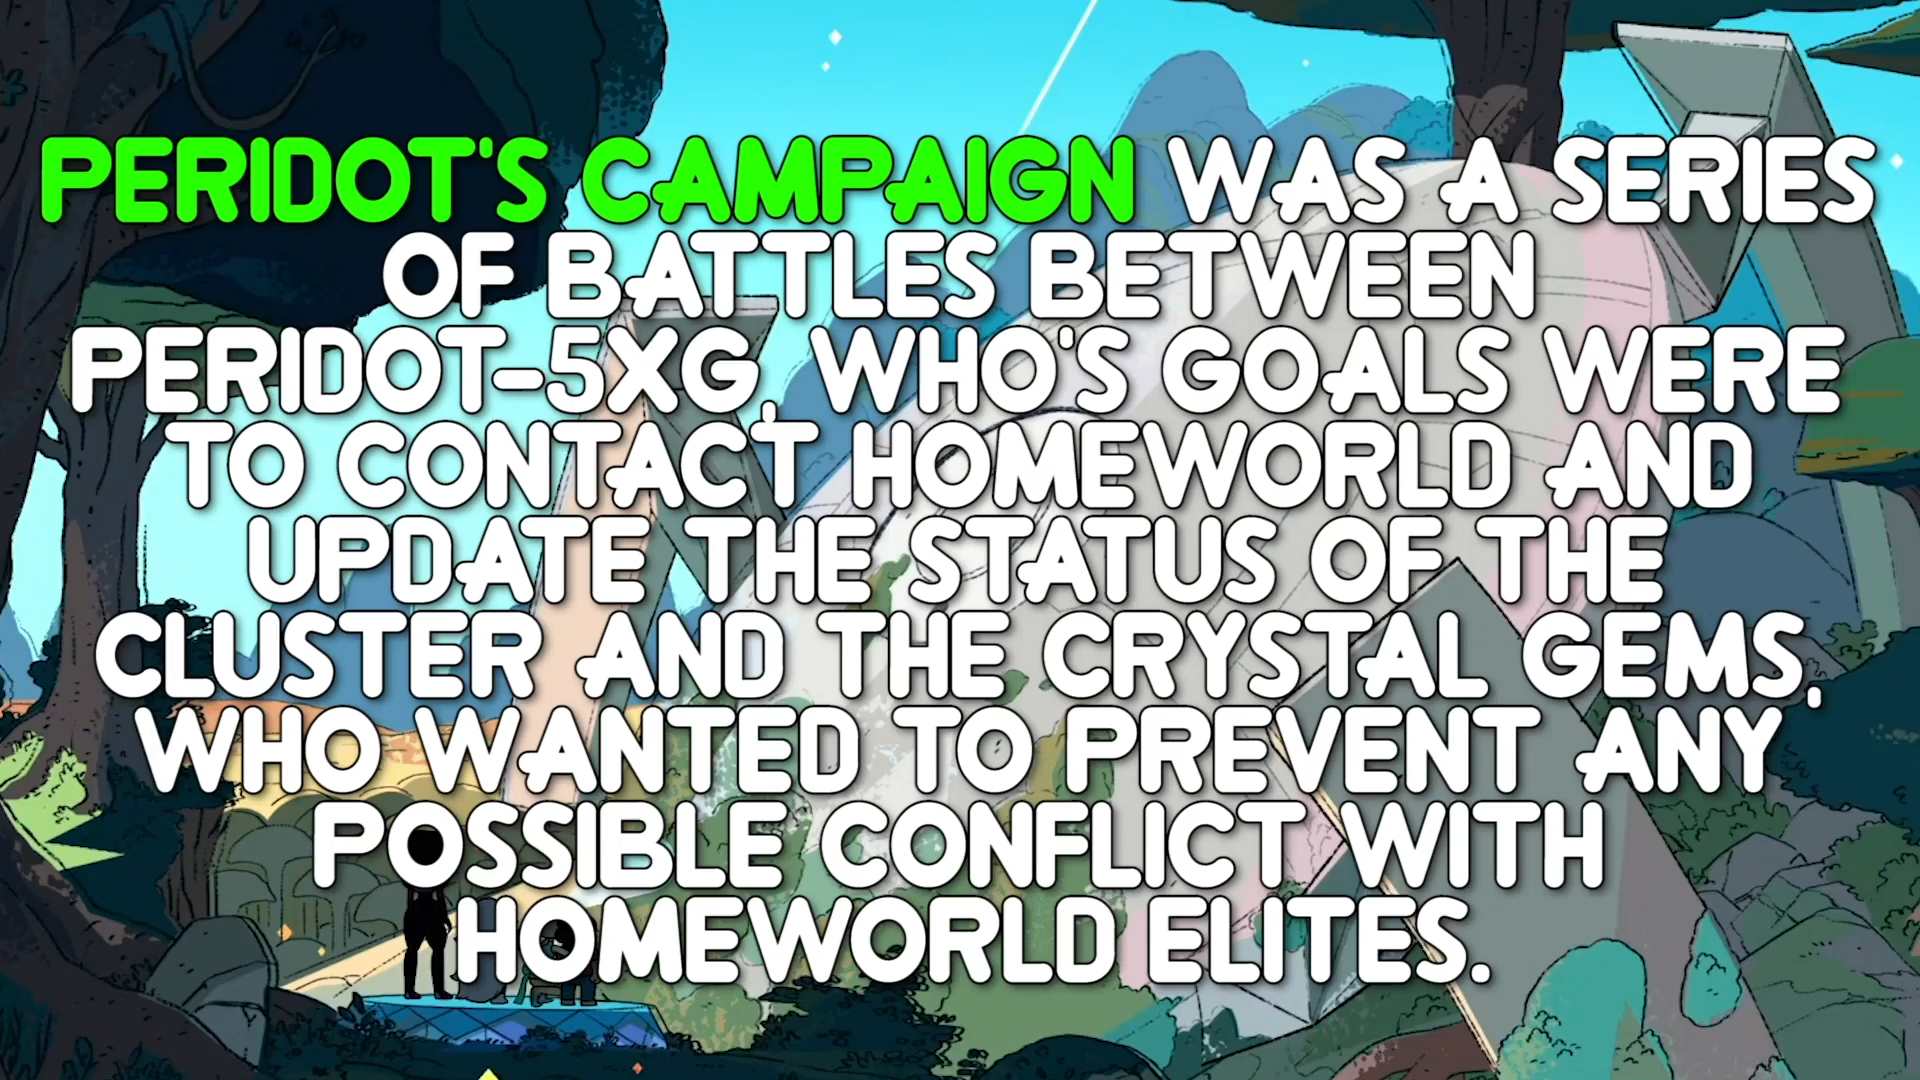 PERIDOT'S CAMPAIGN WAS A SERIES
OF BATTLES BETWEEN
PERIDOT-5XG, WHO'S GOALS WERE
TO CONTACT HOMEWORLD AND
UPDATE THE STATUS OF THE
CLUSTER AND THE CRYSTAL GEMS,
WHO WANTED TO PREVENT ANY
POSSIBLE CONFLICT WITH
HOMEWORLD ELITES.